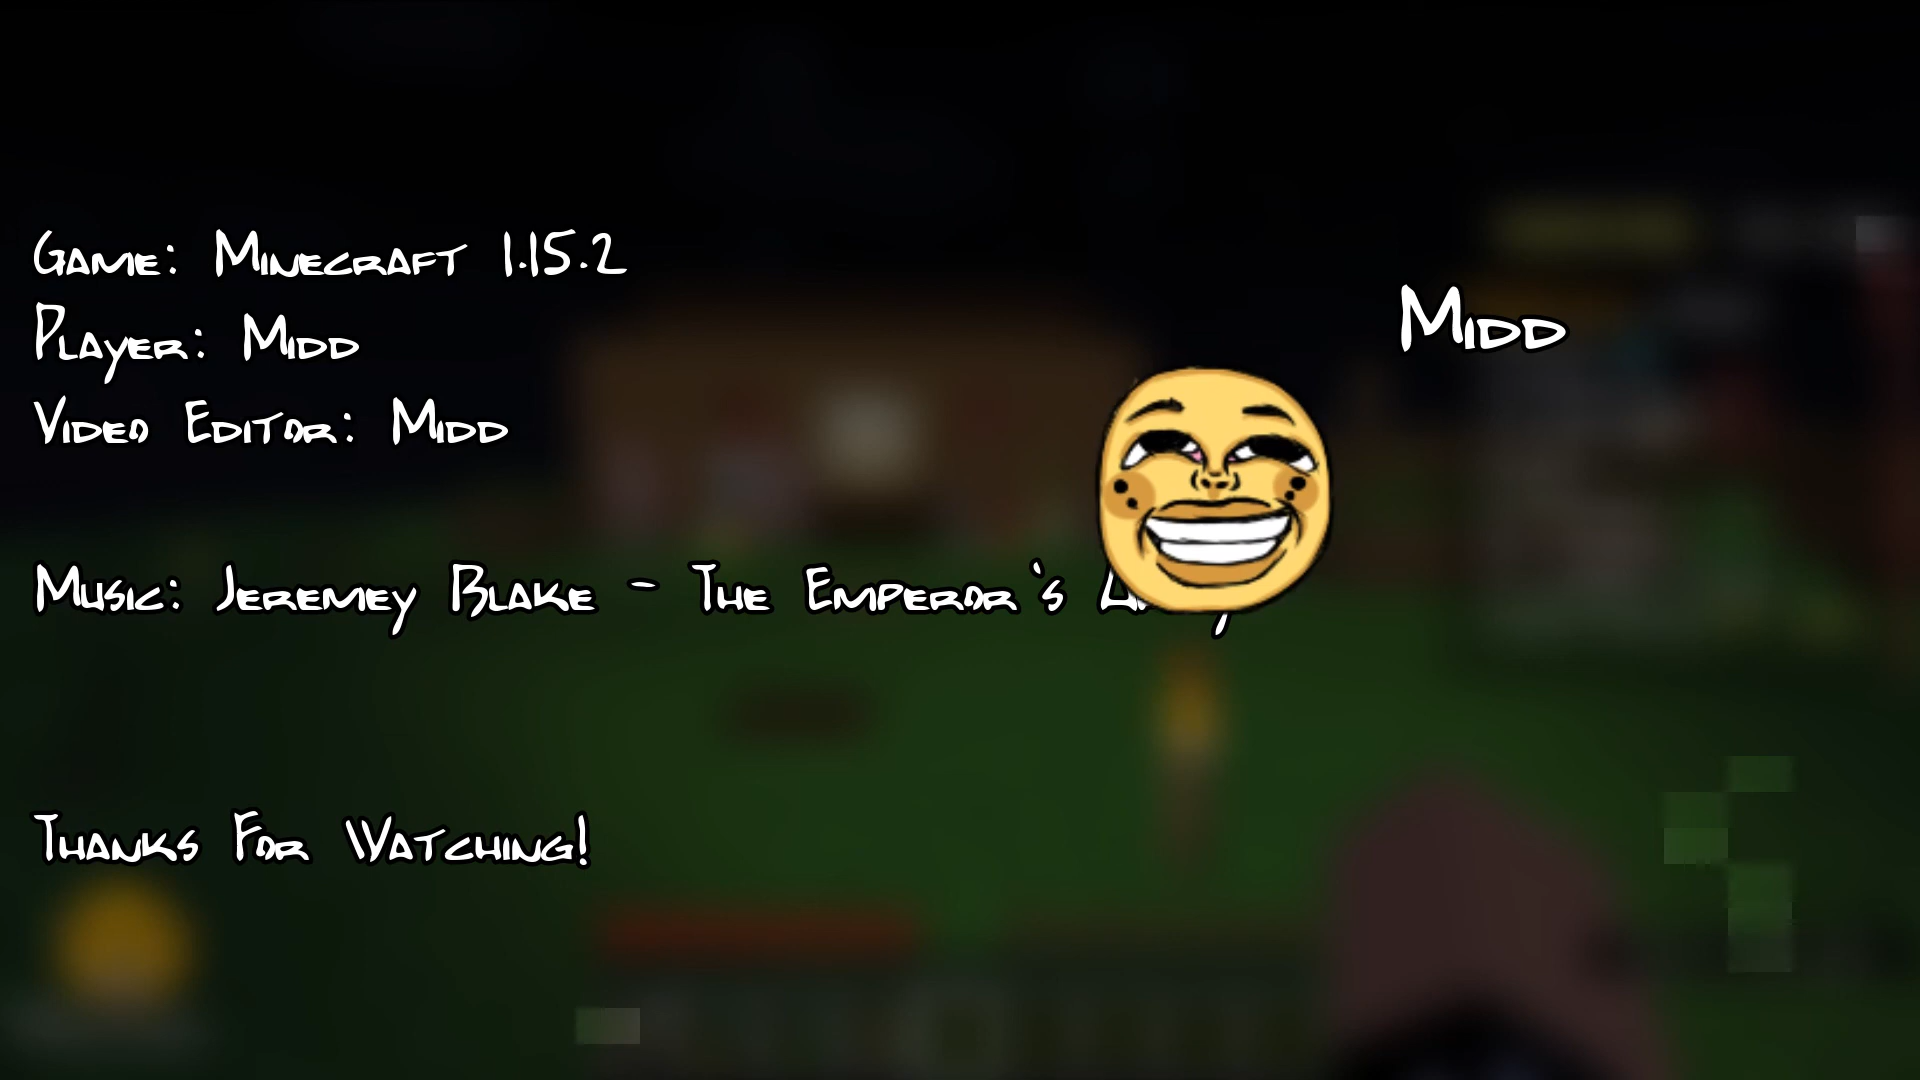 Game: Minecraft 1.15.2
Player: Midd
Video Editor: Midd
Midd
Music: Jeremey Blake - The Emperor's
Thanks For Watching!